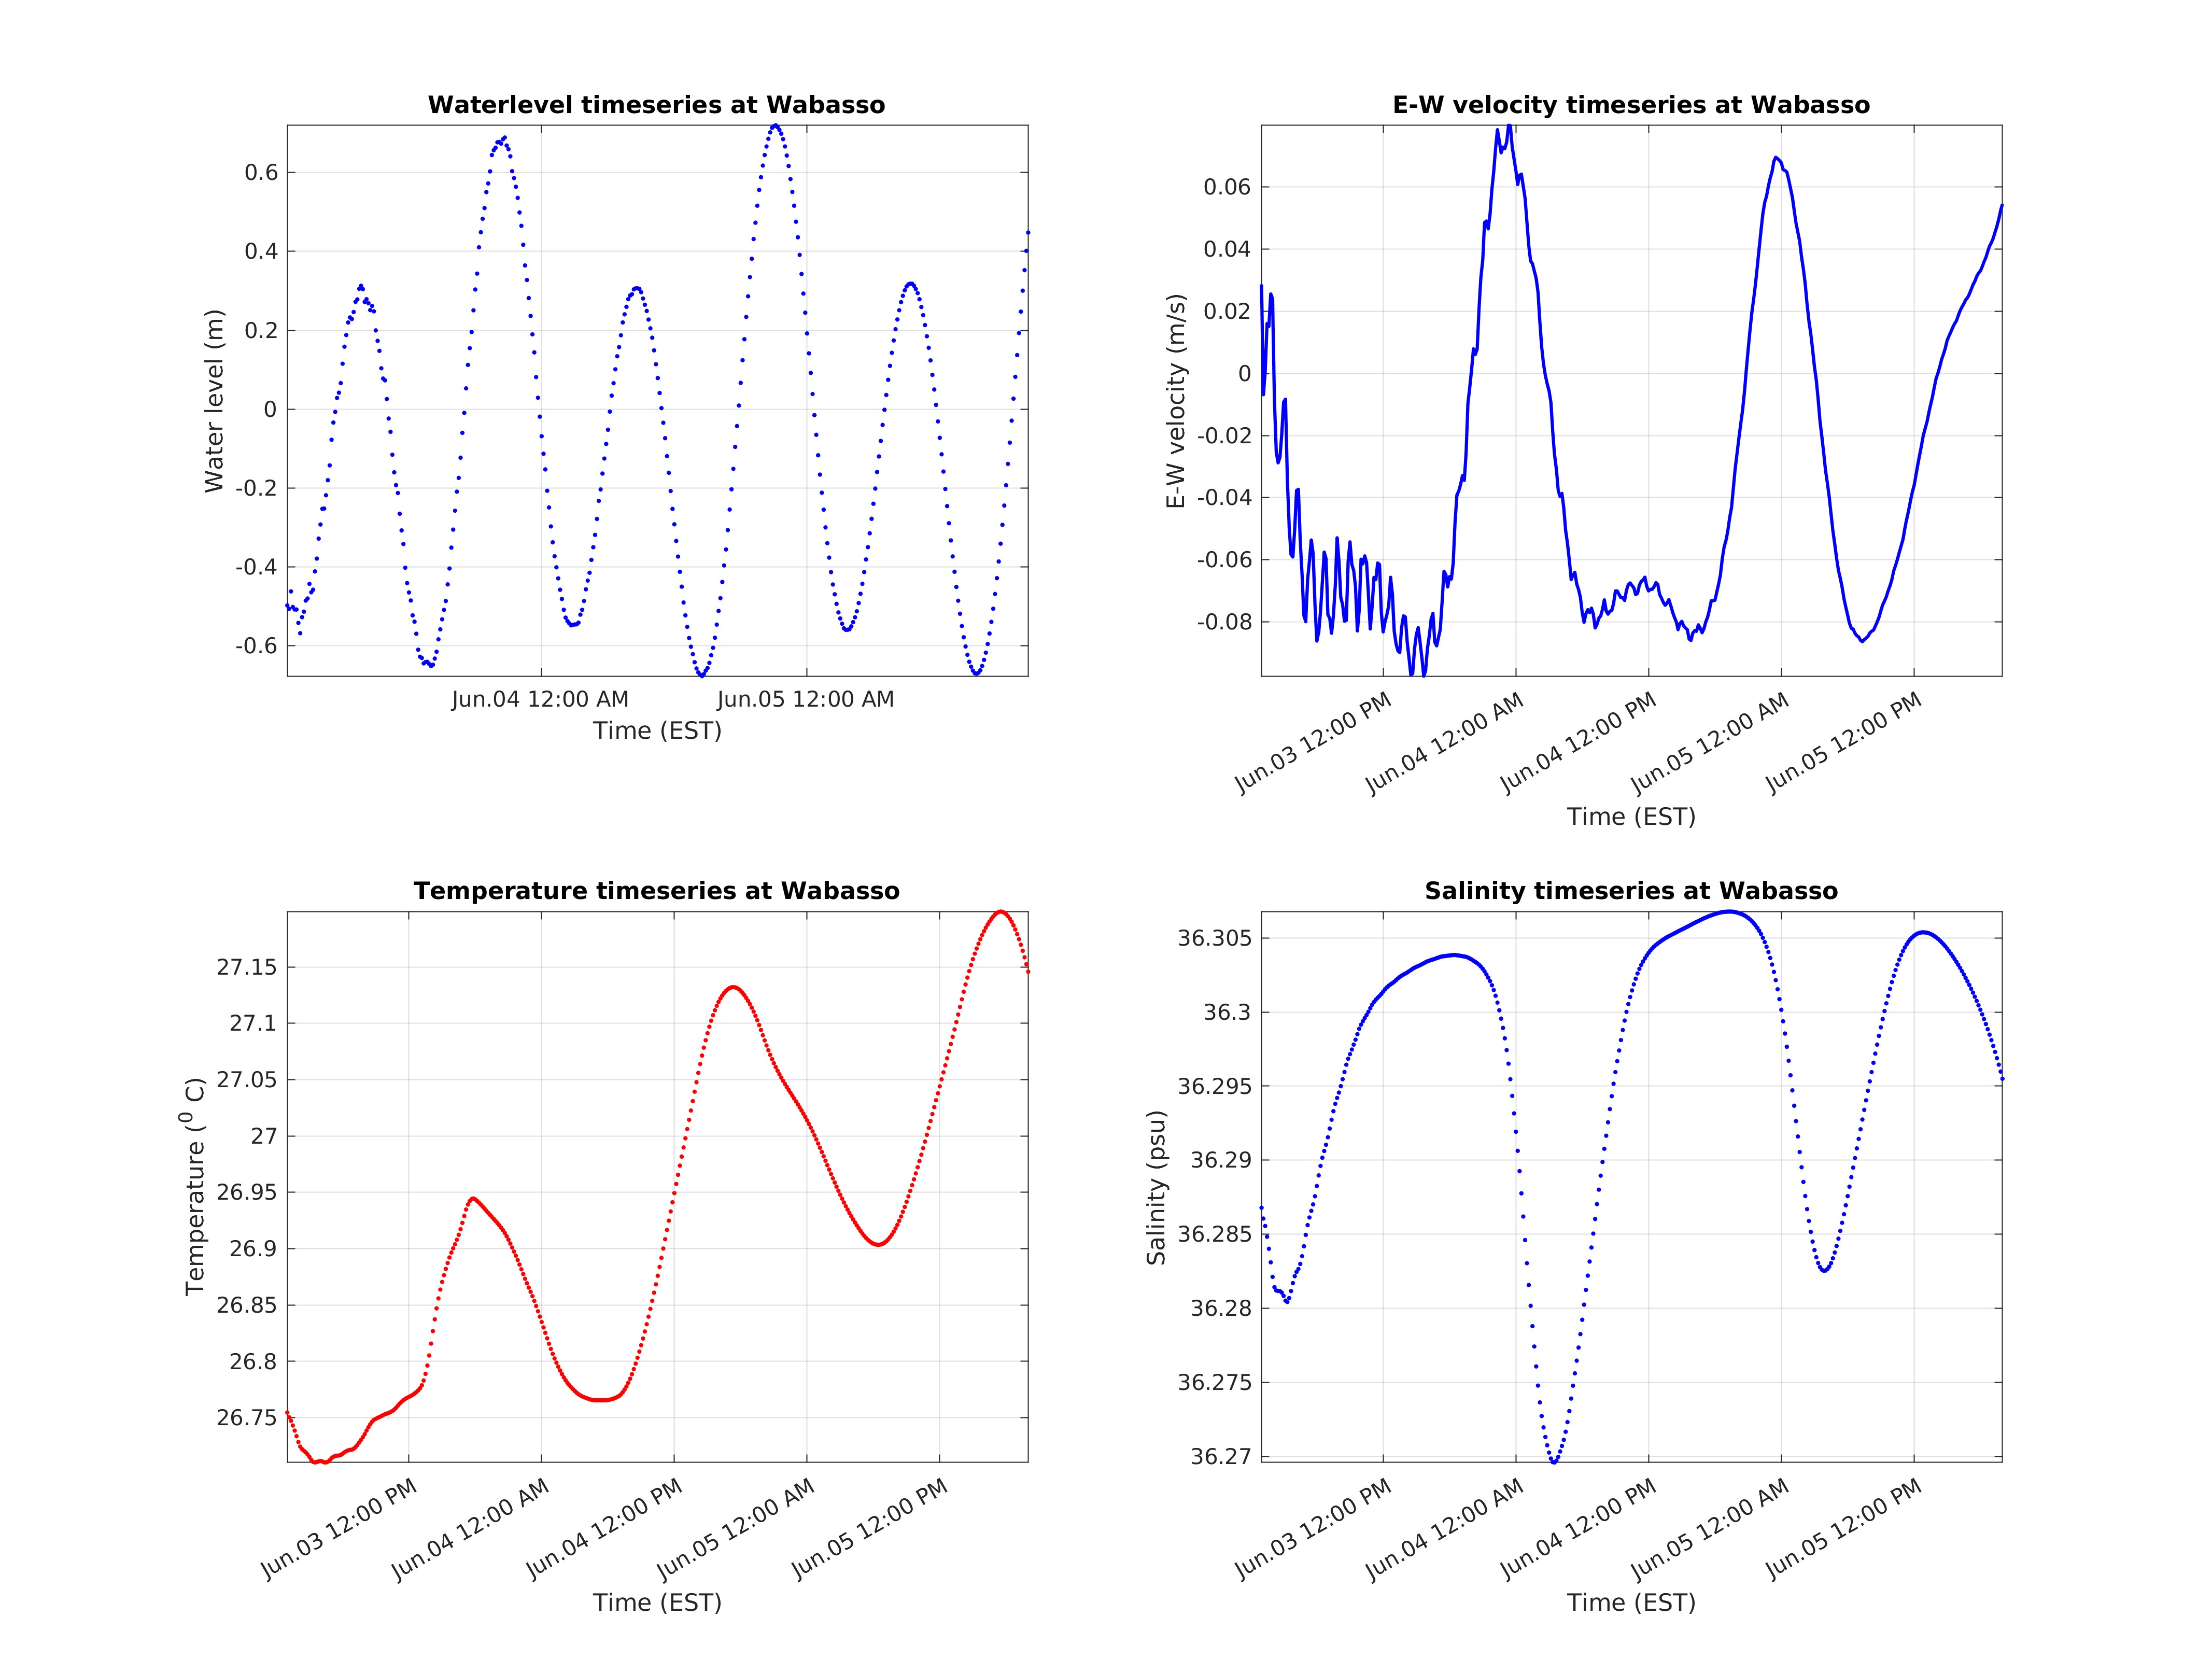 Waterlevel timeseries at Wabasso
0.6
0.4
0.2
0
-0.2
-0.4
-0.6
Water level (m)
Jun.04 12:00 AM
Jun.05 12:00 AM
Time (EST)
E-W velocity timeseries at Wabasso
0.06
0.04
0.02
0
-0.02
-0.04
-0.06
-0.08
E-W velocity (m/s)
Jun.03 12:00 PM
Jun.04 12:00 AM
Jun.04 12:00 PM
Jun.05 12:00 AM
Jun.05 12:00 PM
Time (EST)
Temperature timeseries at Wabasso
27.15
27.1
27.05
27
26.95
26.9
26.85
26.8
26.75
Temperature (⁰ C)
Jun.03 12:00 PM
Jun.04 12:00 AM
Jun.04 12:00 PM
Jun.05 12:00 AM
Jun.05 12:00 PM
Time (EST)
Salinity timeseries at Wabasso
36.305
36.3
36.295
36.29
36.285
36.28
36.275
36.27
Salinity (psu)
Jun.03 12:00 PM
Jun.04 12:00 AM
Jun.04 12:00 PM
Jun.05 12:00 AM
Jun.05 12:00 PM
Time (EST)